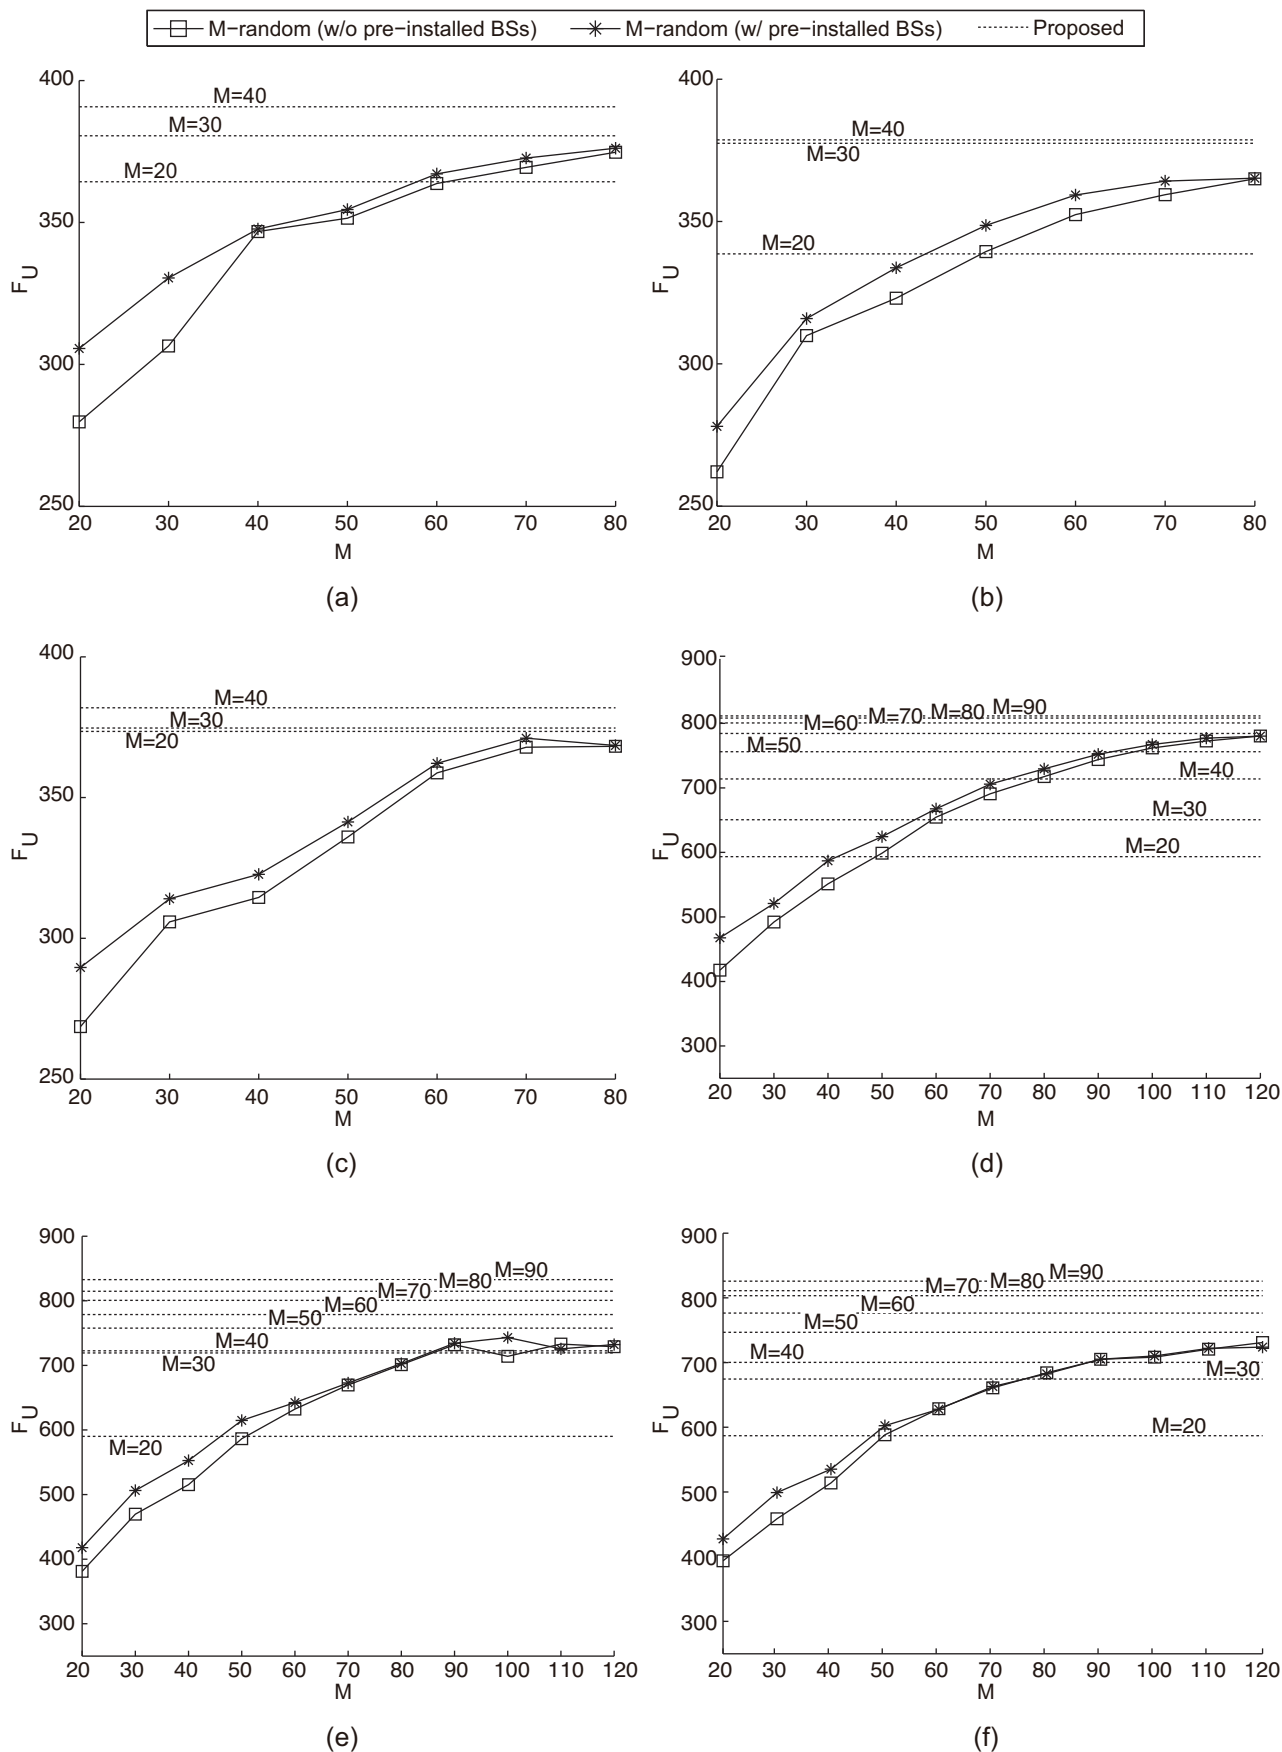 M−random (w/o pre−installed BSs) M−random (w/ pre−installed BSs) Proposed
400
350
300
250
F_U
M=40
M=30
M=20
20 30 40 50 60 70 80
M
(a)
400
350
300
250
F_U
M=40
M=30
M=20
20 30 40 50 60 70 80
M
(b)
400
350
300
250
F_U
M=40
M=30
M=20
20 30 40 50 60 70 80
M
(c)
900
800
700
600
500
400
300
F_U
M=90
M=80
M=70
M=60
M=50
M=40
M=30
M=20
20 30 40 50 60 70 80 90 100 110 120
M
(d)
900
800
700
600
500
400
300
F_U
M=90
M=80
M=70
M=60
M=50
M=40
M=30
M=20
20 30 40 50 60 70 80 90 100 110 120
M
(e)
900
800
700
600
500
400
300
F_U
M=90
M=80
M=70
M=60
M=50
M=40
M=30
M=20
20 30 40 50 60 70 80 90 100 110 120
M
(f)